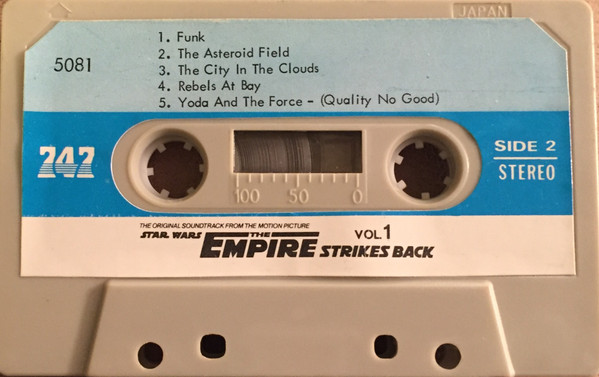 JAPAN
5081
1. Funk
2. The Asteroid Field
3. The City In The Clouds
4. Rebels At Bay
5. Yoda And The Force – (Quality No Good)
747
100 50 0
SIDE 2
STEREO
THE ORIGINAL SOUNDTRACK FROM THE MOTION PICTURE
STAR WARS THE EMPIRE STRIKES BACK VOL.1